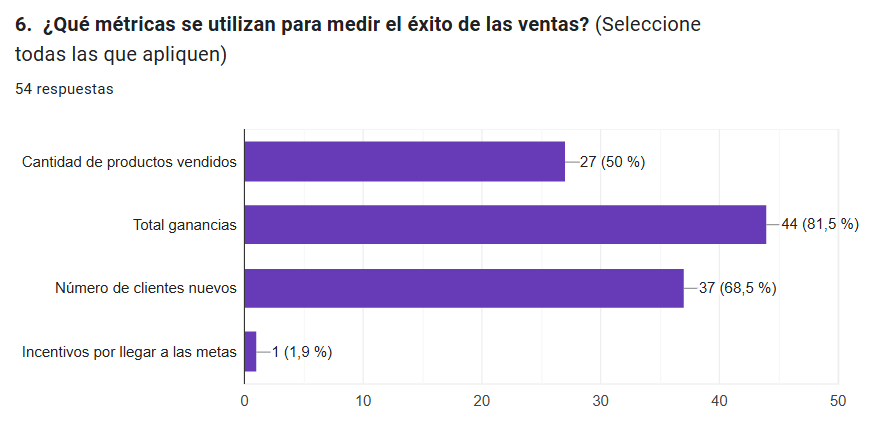 6. ¿Qué métricas se utilizan para medir el éxito de las ventas? (Seleccione
todas las que apliquen)
54 respuestas
Cantidad de productos vendidos 27 (50 %)
Total ganancias 44 (81,5 %)
Número de clientes nuevos 37 (68,5 %)
Incentivos por llegar a las metas 1 (1,9 %)
0 10 20 30 40 50